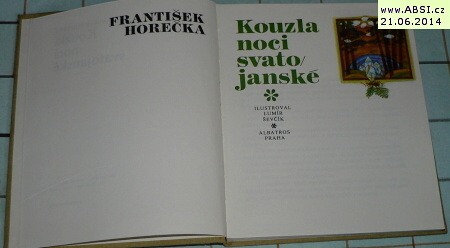 FRANTIŠEK
HOREČKA
Kouzla
noci
svato/
janské
ILUSTROVAL
LUMÍR
ŠEVČÍK
ALBATROS
PRAHA
www.ABSI.cz
21.06.2014